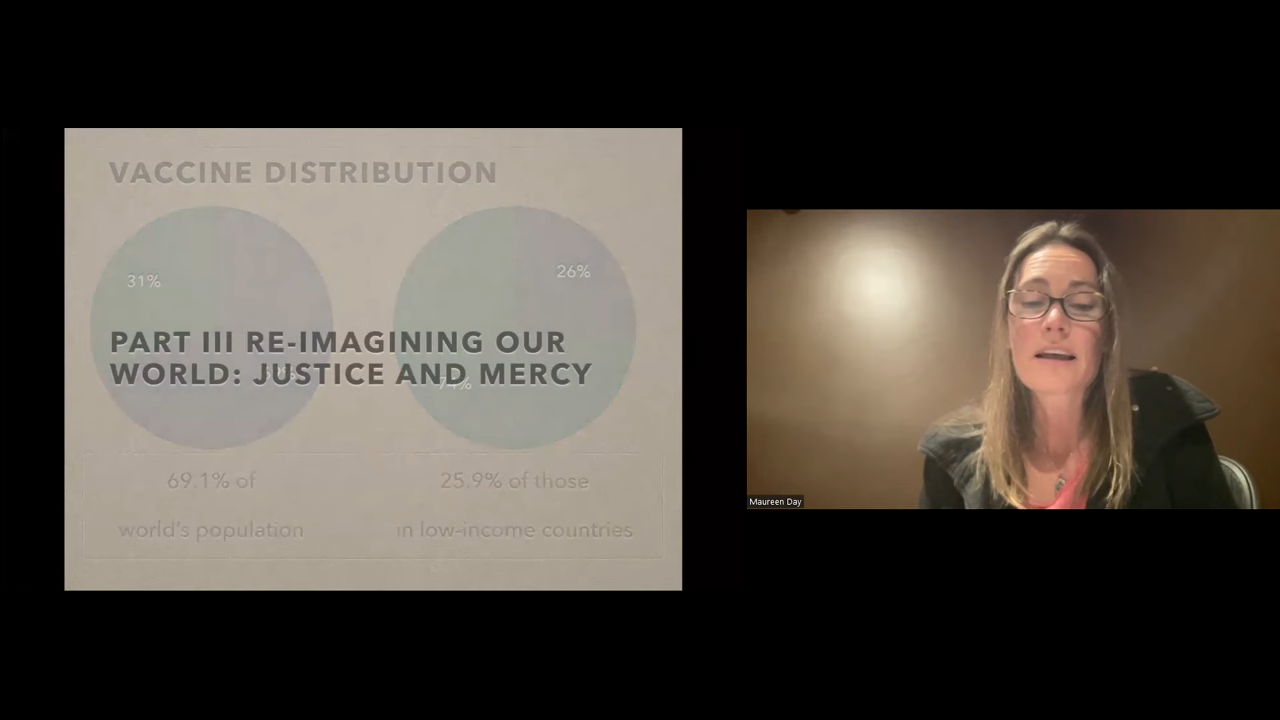 VACCINE DISTRIBUTION
31%
26%
PART III RE-IMAGINING OUR
WORLD: JUSTICE AND MERCY
74%
69.1% of
world's population
25.9% of those
in low-income countries
Maureen Day